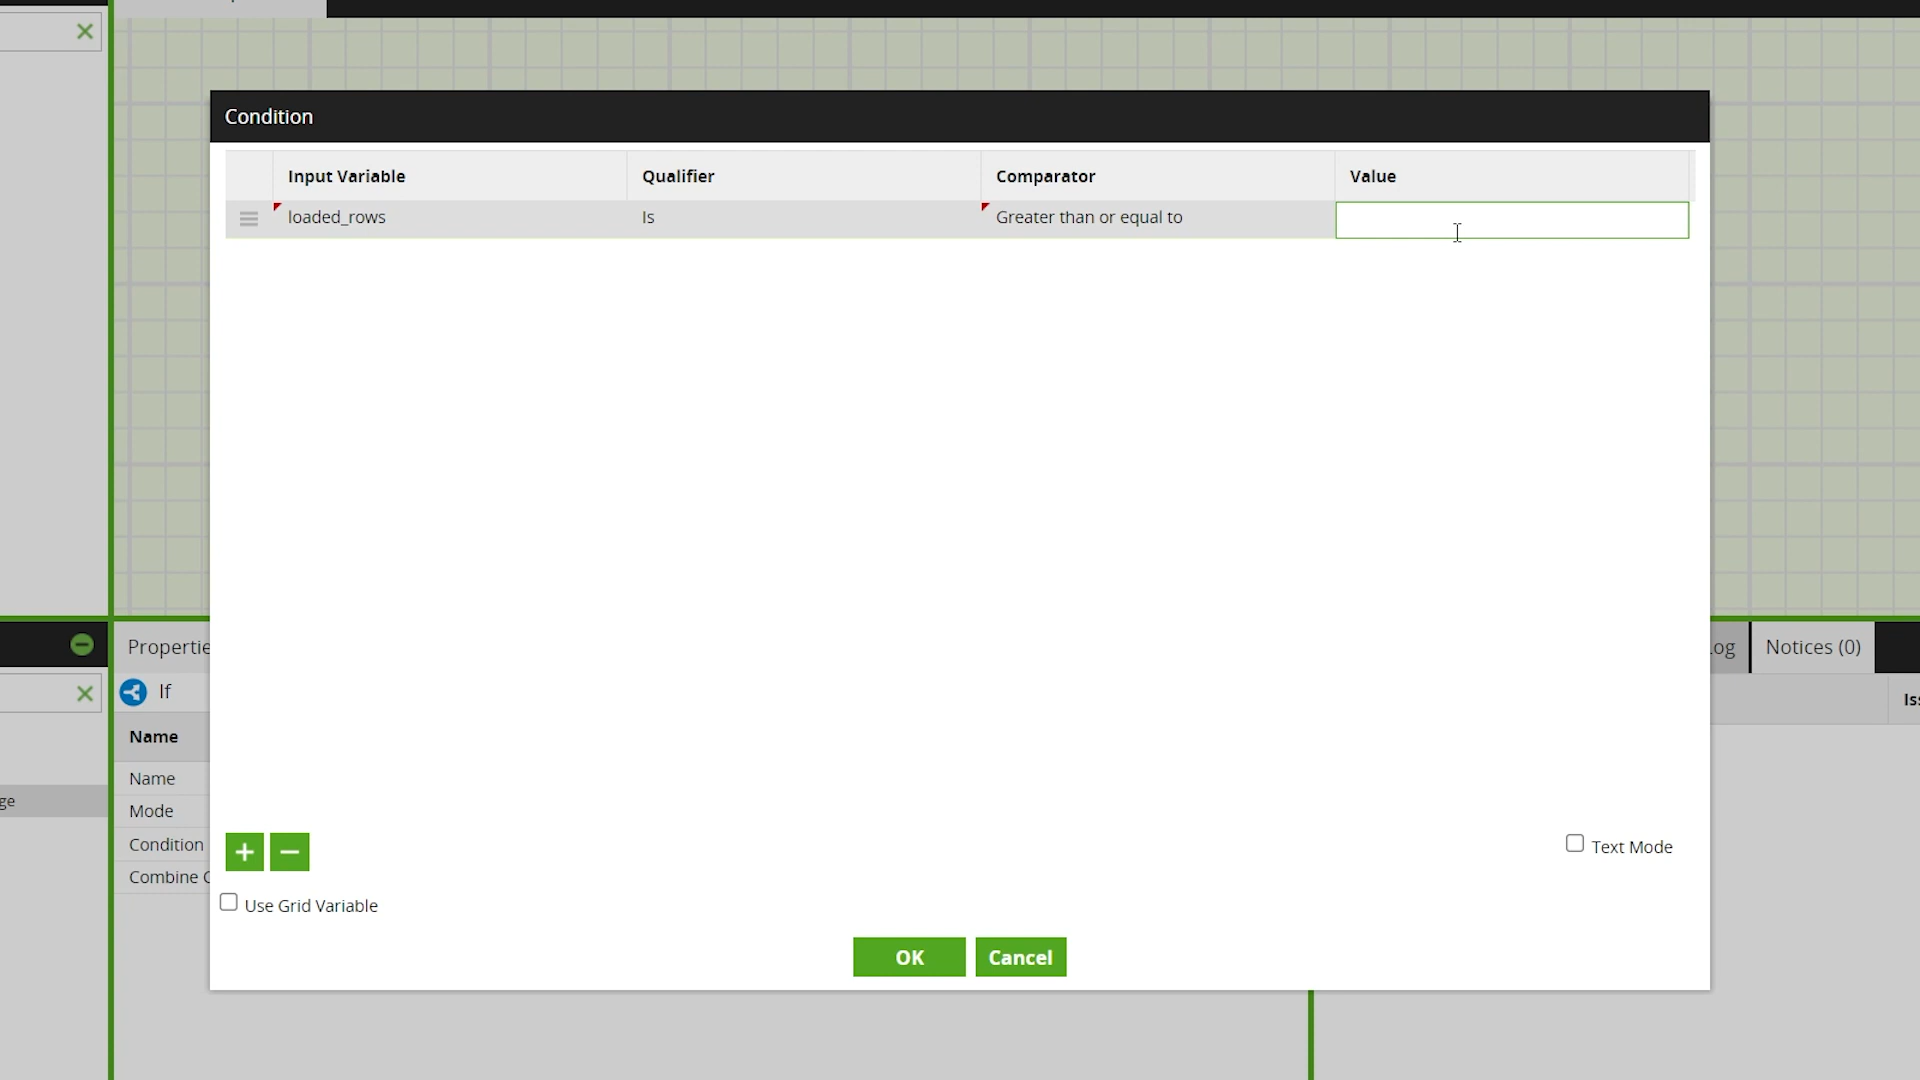 Condition
Input Variable Qualifier Comparator Value
loaded_rows Is Greater than or equal to
Text Mode
Use Grid Variable
OK Cancel
Propertie
og Notices (0)
If
Name
Name
Mode
Condition
Combine
ge